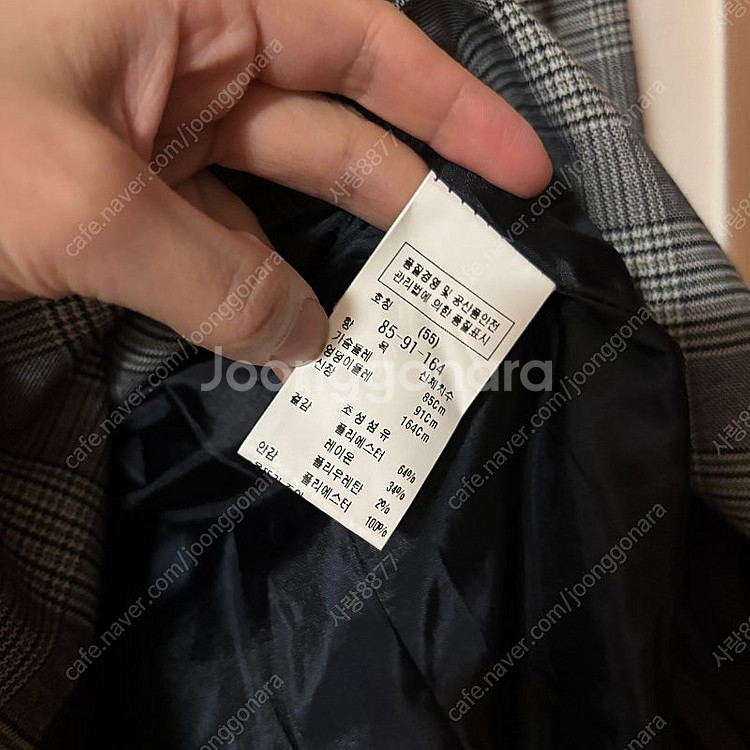 품질경영 및 공산품안전
관리법에 의한 품질표시
호칭 (55)
85-91-164
항 목 신체치수
가슴둘레 85Cm
엉덩이둘레 91Cm
신장 164Cm
조성섬유
겉감 폴리에스터 64%
레이온 34%
폴리우레탄 2%
안감 폴리에스터 100%
Joonggonara
cafe.naver.com/joonggonara
사랑8877